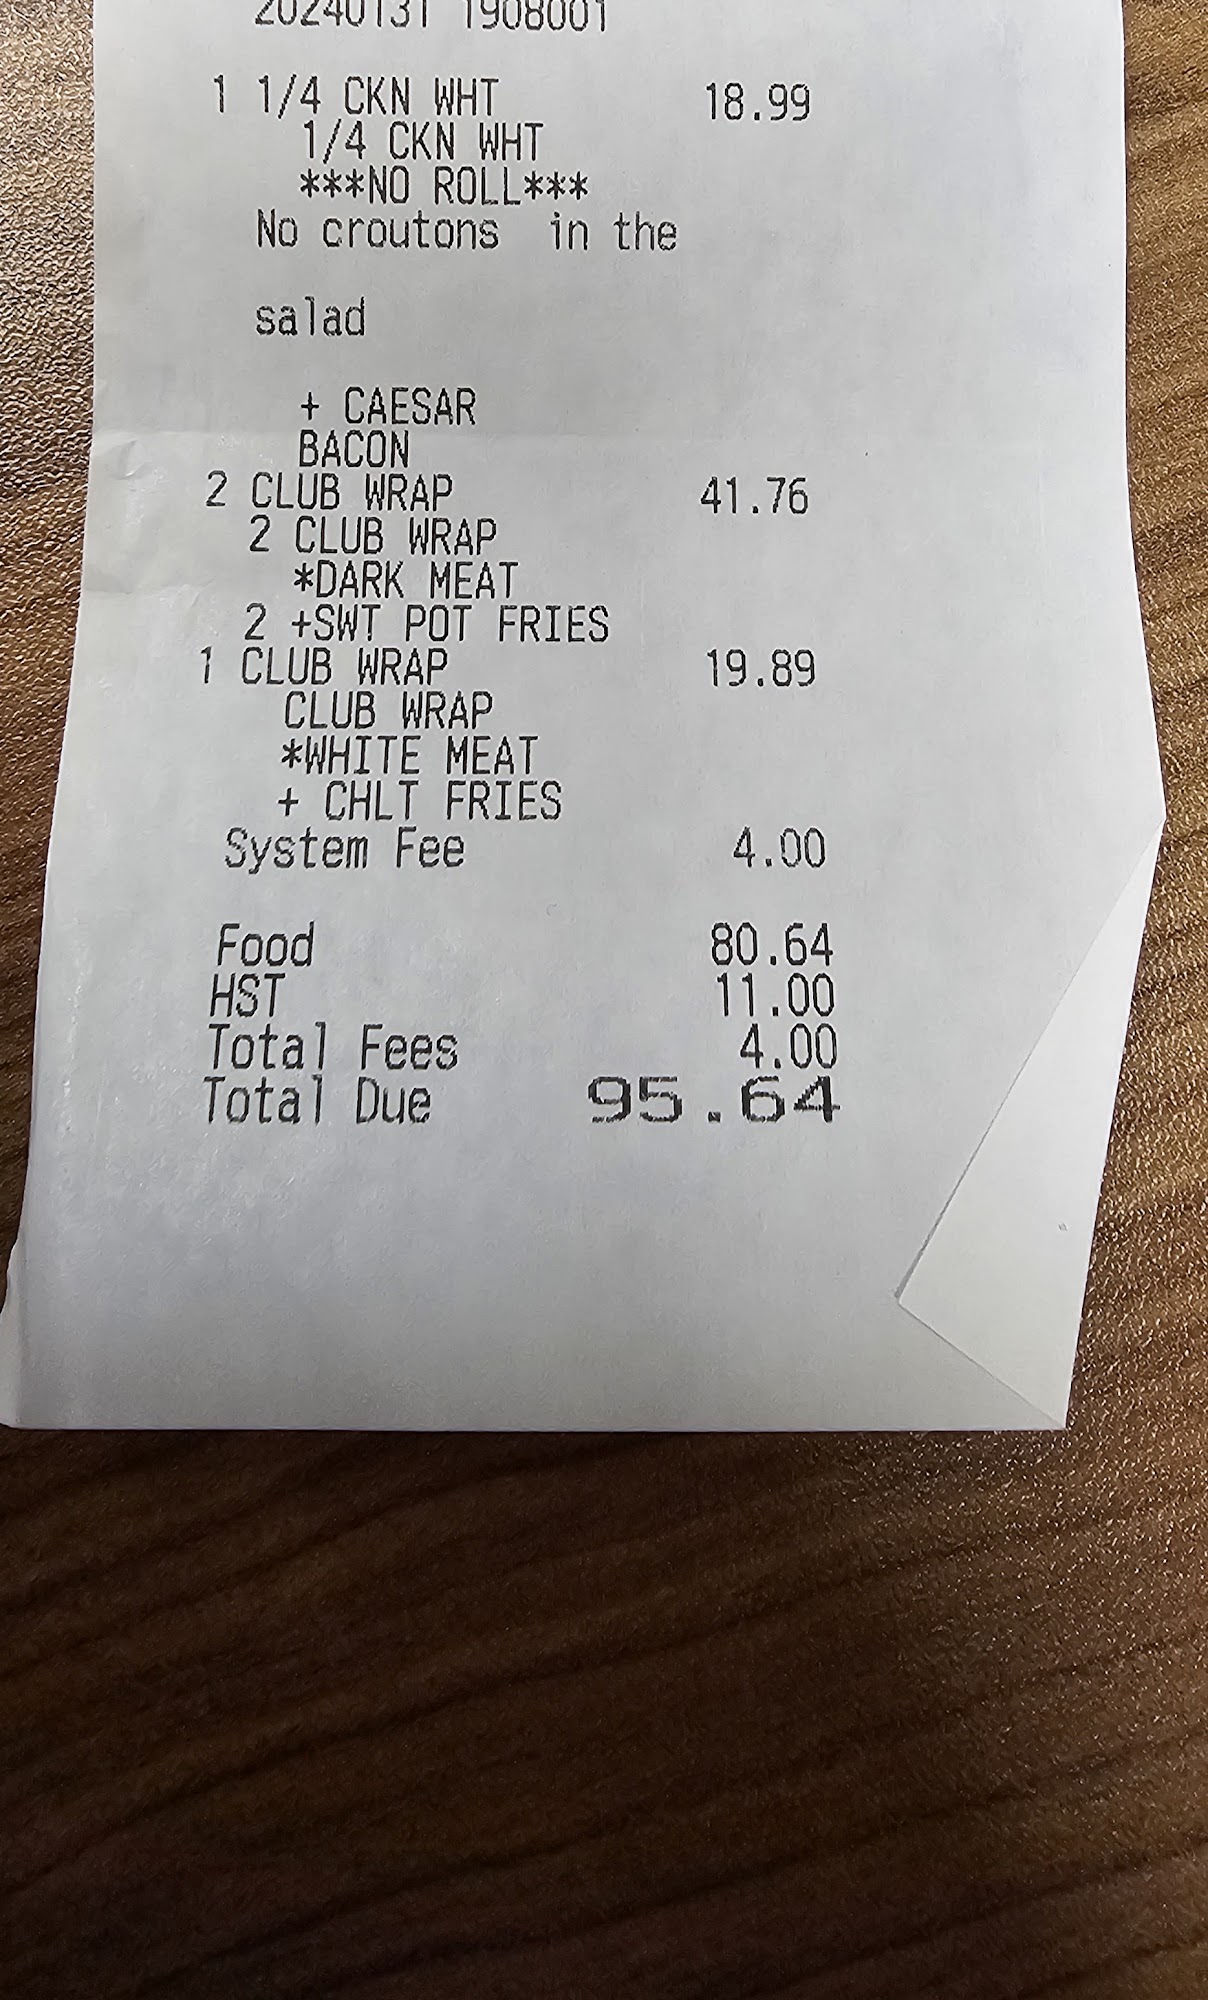 20240131 1908001
1 1/4 CKN WHT 18.99
1/4 CKN WHT
***NO ROLL***
No croutons in the
salad
+ CAESAR
BACON
2 CLUB WRAP 41.76
2 CLUB WRAP
*DARK MEAT
2 +SWT POT FRIES
1 CLUB WRAP 19.89
CLUB WRAP
*WHITE MEAT
+ CHLT FRIES
System Fee 4.00
Food 80.64
HST 11.00
Total Fees 4.00
Total Due 95.64